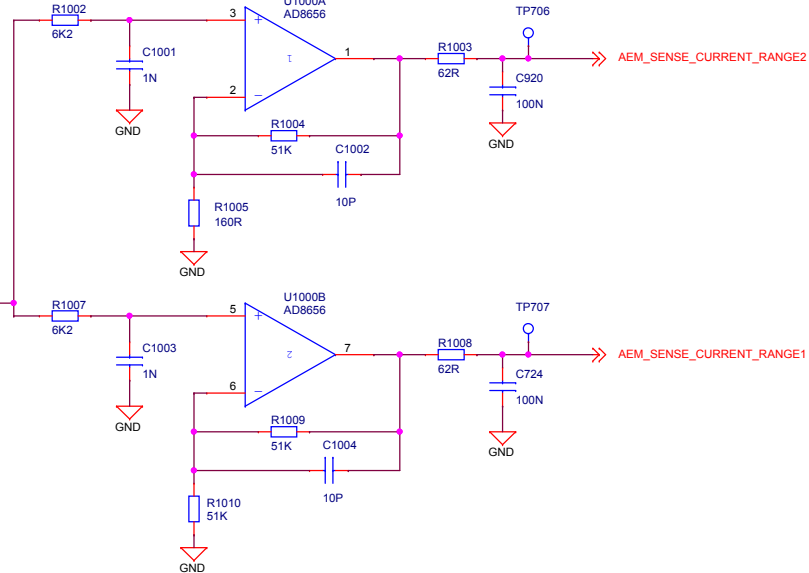 U1000A
R1002
3
AD8656
TP706
6K2
+
C1001
1
1
R1003
AEM_SENSE_CURRENT_RANGE2
1N
62R
C920
2
−
100N
GND
R1004
GND
51K
C1002
10P
R1005
160R
GND
U1000B
R1007
5
AD8656
TP707
6K2
+
C1003
2
7
R1008
AEM_SENSE_CURRENT_RANGE1
1N
62R
C724
6
−
100N
GND
R1009
GND
51K
C1004
10P
R1010
51K
GND